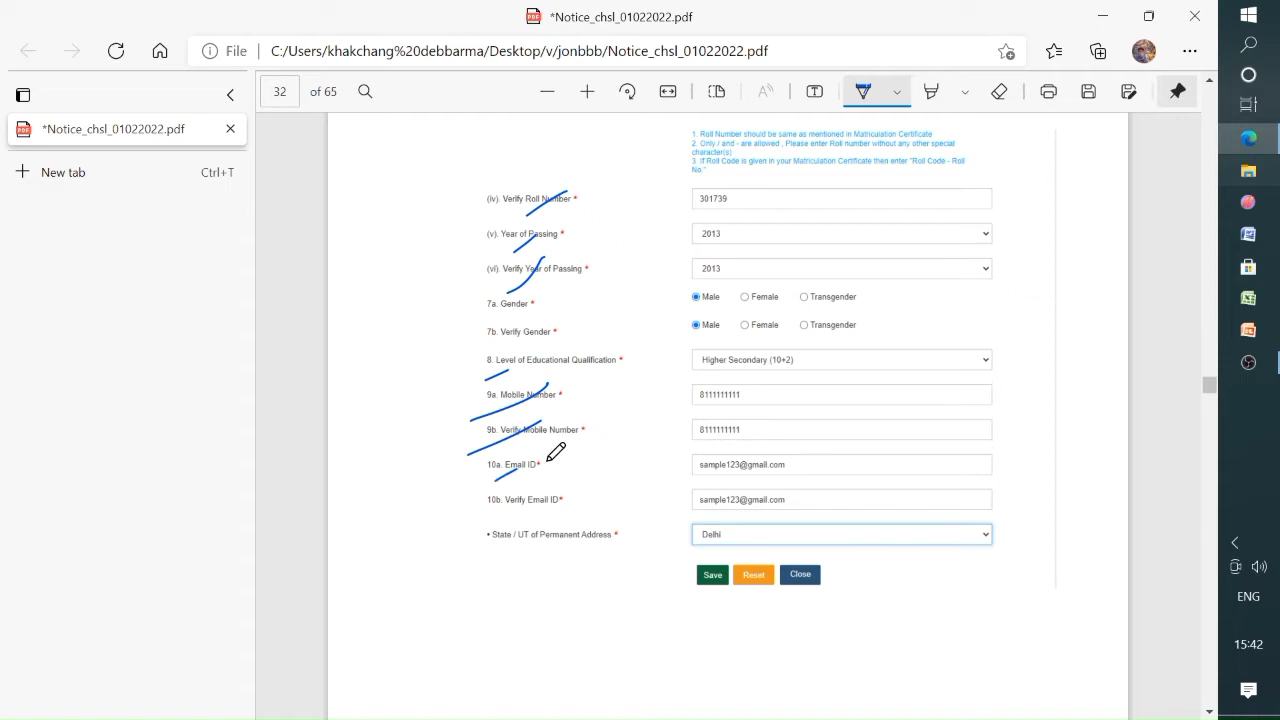 *Notice_chsl_01022022.pdf
File
C:/Users/khakchang%20debbarma/Desktop/v/jonbbb/Notice_chsl_01022022.pdf
32 of 65
*Notice_chsl_01022022.pdf
New tab Ctrl+T
1. Roll Number should be same as mentioned in Matriculation Certificate
2. Only / and - are allowed , Please enter Roll number without any other special
character(s)
3. If Roll Code is given in your Matriculation Certificate then enter "Roll Code - Roll
No."
(iv). Verify Roll Number * 301739
(v). Year of Passing * 2013
(vi). Verify Year of Passing * 2013
7a. Gender * Male Female Transgender
7b. Verify Gender * Male Female Transgender
8. Level of Educational Qualification * Higher Secondary (10+2)
9a. Mobile Number * 8111111111
9b. Verify Mobile Number * 8111111111
10a. Email ID* sample123@gmail.com
10b. Verify Email ID* sample123@gmail.com
• State / UT of Permanent Address * Delhi
Save Reset Close
ENG
15:42